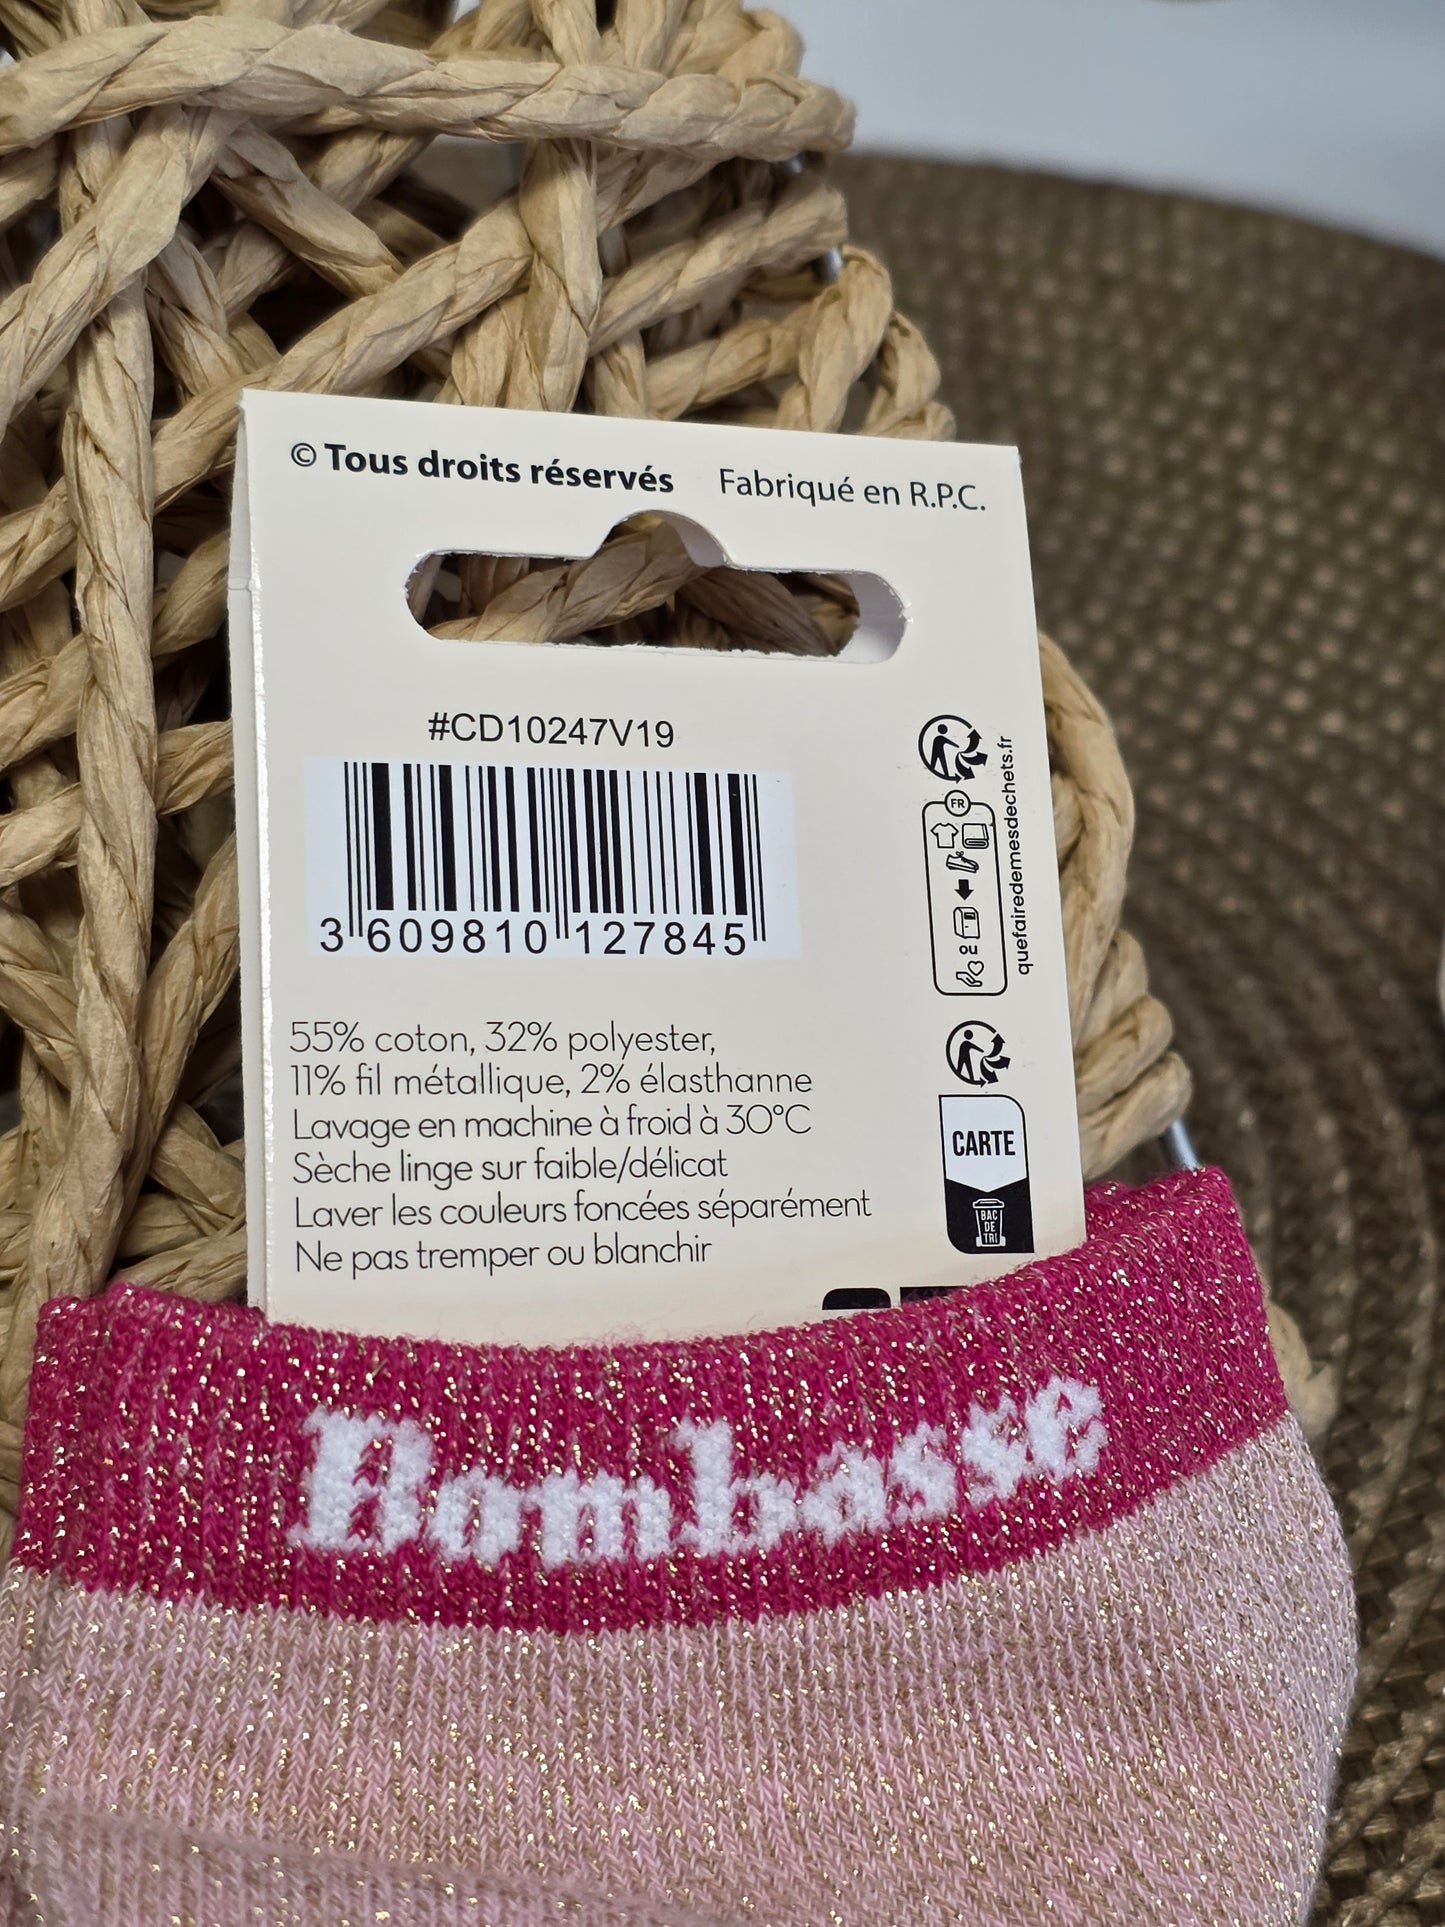 © Tous droits réservés Fabriqué en R.P.C.
#CD10247V19
3 609810 127845
FR
ou
quefairedemesdechets.fr
55% coton, 32% polyester,
11% fil métallique, 2% élasthanne
Lavage en machine à froid à 30°C
Sèche linge sur faible/délicat
Laver les couleurs foncées séparément
Ne pas tremper ou blanchir
CARTE
BAC
DE
TRI
Bombasse